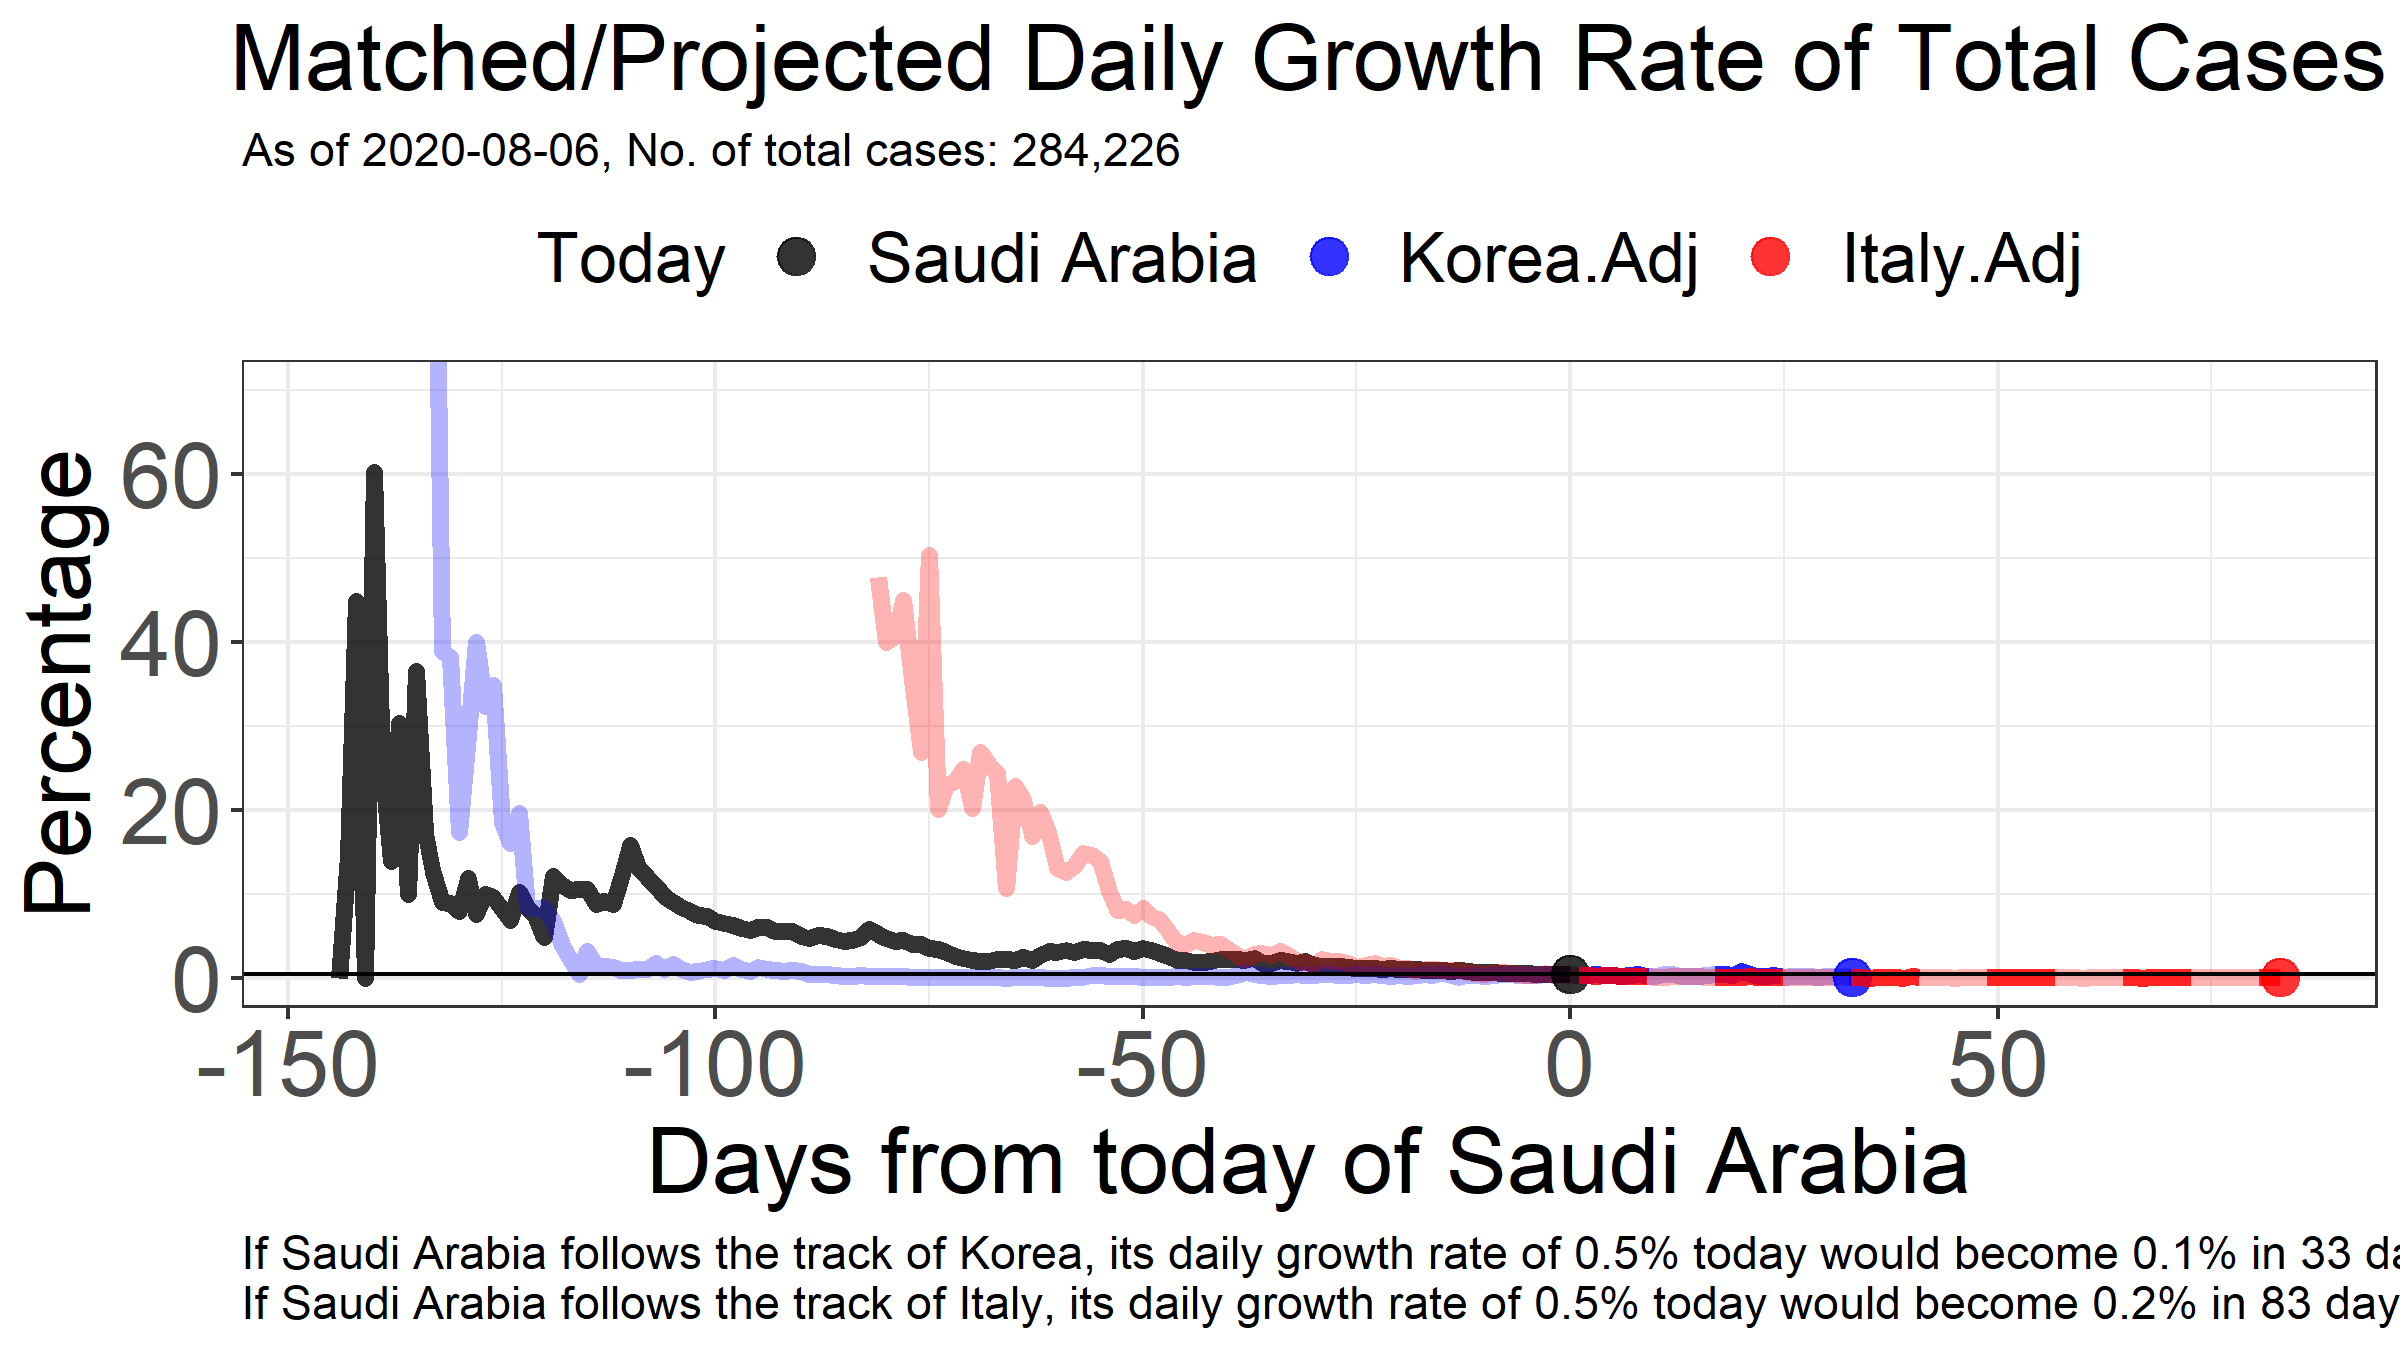 Matched/Projected Daily Growth Rate of Total Cases
As of 2020-08-06, No. of total cases: 284,226
Today Saudi Arabia Korea.Adj Italy.Adj
Percentage
60
40
20
0
-150 -100 -50 0 50
Days from today of Saudi Arabia
If Saudi Arabia follows the track of Korea, its daily growth rate of 0.5% today would become 0.1% in 33 da
If Saudi Arabia follows the track of Italy, its daily growth rate of 0.5% today would become 0.2% in 83 day